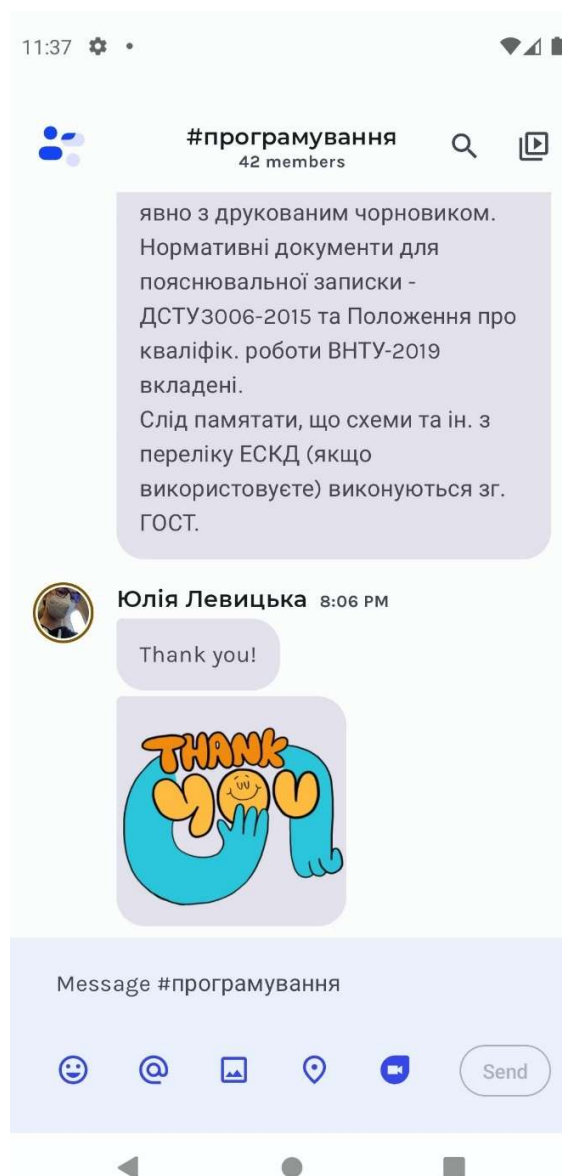 11:37
#програмування
42 members
явно з друкованим чорновиком.
Нормативні документи для
пояснювальної записки -
ДСТУ3006-2015 та Положення про
кваліфік. роботи ВНТУ-2019
вкладені.
Слід памятати, що схеми та ін. з
переліку ЕСКД (якщо
використовуєте) виконуються зг.
ГОСТ.
Юлія Левицька 8:06 PM
Thank you!
THANK
YOU
Message #програмування
Send